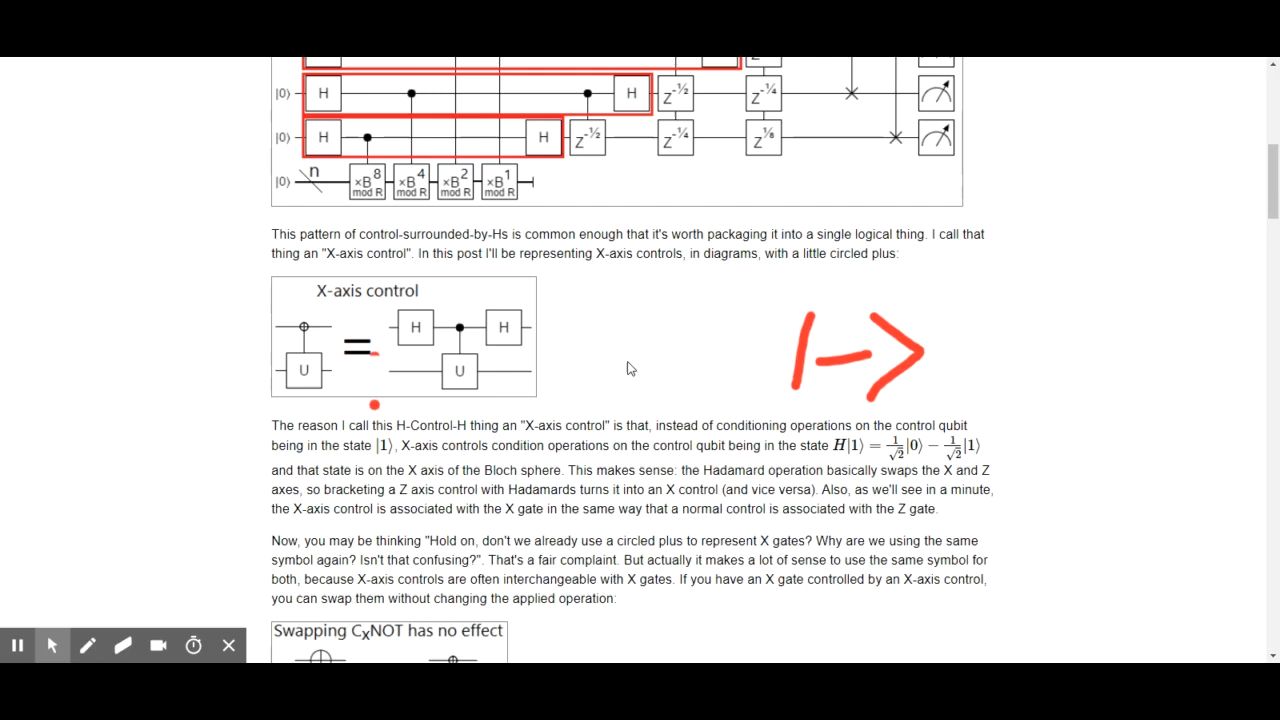 |0⟩ H H Z^-½ Z^-¼
|0⟩ H H Z^-½ Z^-¼ Z^⅛
|0⟩ n ×B^8 mod R ×B^4 mod R ×B^2 mod R ×B^1 mod R
This pattern of control-surrounded-by-Hs is common enough that it's worth packaging it into a single logical thing. I call that
thing an "X-axis control". In this post I'll be representing X-axis controls, in diagrams, with a little circled plus:
X-axis control
H H
=
U U
|->
The reason I call this H-Control-H thing an "X-axis control" is that, instead of conditioning operations on the control qubit
being in the state |1⟩, X-axis controls condition operations on the control qubit being in the state H|1⟩ = 1/√2|0⟩ − 1/√2|1⟩
and that state is on the X axis of the Bloch sphere. This makes sense: the Hadamard operation basically swaps the X and Z
axes, so bracketing a Z axis control with Hadamards turns it into an X control (and vice versa). Also, as we'll see in a minute,
the X-axis control is associated with the X gate in the same way that a normal control is associated with the Z gate.
Now, you may be thinking "Hold on, don't we already use a circled plus to represent X gates? Why are we using the same
symbol again? Isn't that confusing?". That's a fair complaint. But actually it makes a lot of sense to use the same symbol for
both, because X-axis controls are often interchangeable with X gates. If you have an X gate controlled by an X-axis control,
you can swap them without changing the applied operation:
Swapping CxNOT has no effect